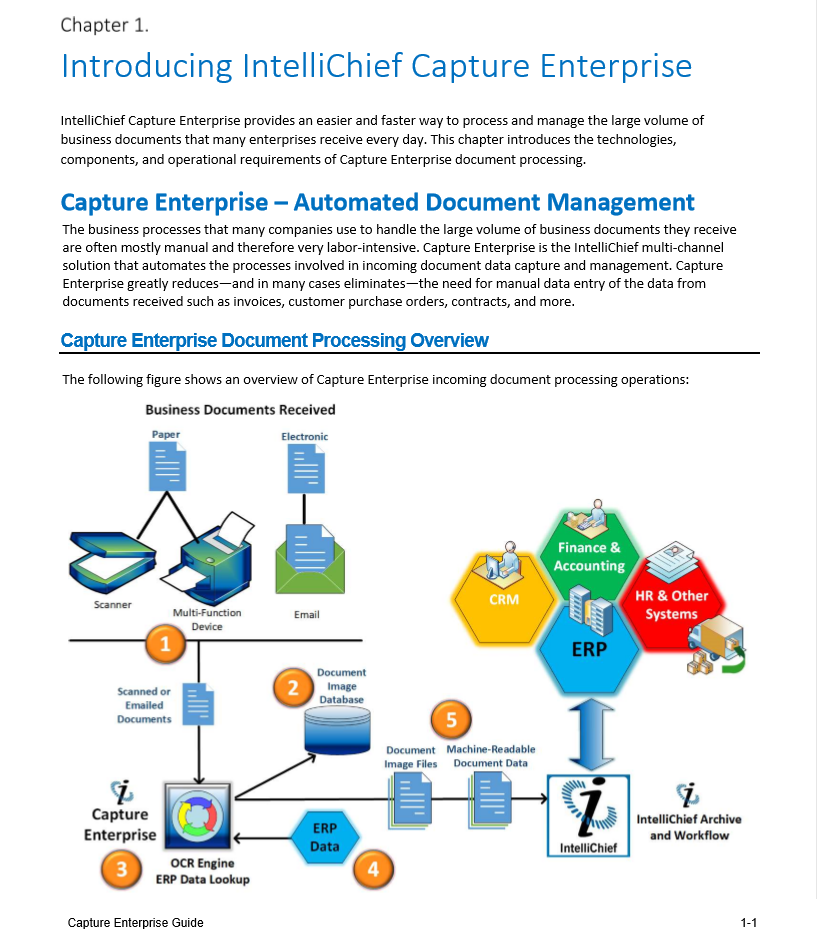 Chapter 1.
Introducing IntelliChief Capture Enterprise
IntelliChief Capture Enterprise provides an easier and faster way to process and manage the large volume of
business documents that many enterprises receive every day. This chapter introduces the technologies,
components, and operational requirements of Capture Enterprise document processing.
Capture Enterprise – Automated Document Management
The business processes that many companies use to handle the large volume of business documents they receive
are often mostly manual and therefore very labor-intensive. Capture Enterprise is the IntelliChief multi-channel
solution that automates the processes involved in incoming document data capture and management. Capture
Enterprise greatly reduces—and in many cases eliminates—the need for manual data entry of the data from
documents received such as invoices, customer purchase orders, contracts, and more.
Capture Enterprise Document Processing Overview
The following figure shows an overview of Capture Enterprise incoming document processing operations:
Business Documents Received
Paper
Electronic
Scanner
Multi-Function
Device
Email
1
Scanned or
Emailed
Documents
2
Document
Image
Database
Finance &
Accounting
CRM
HR & Other
Systems
ERP
5
Document
Image Files
Machine-Readable
Document Data
i
Capture
Enterprise
3
OCR Engine
ERP Data Lookup
ERP
Data
4
i
IntelliChief
i
IntelliChief Archive
and Workflow
Capture Enterprise Guide
1-1